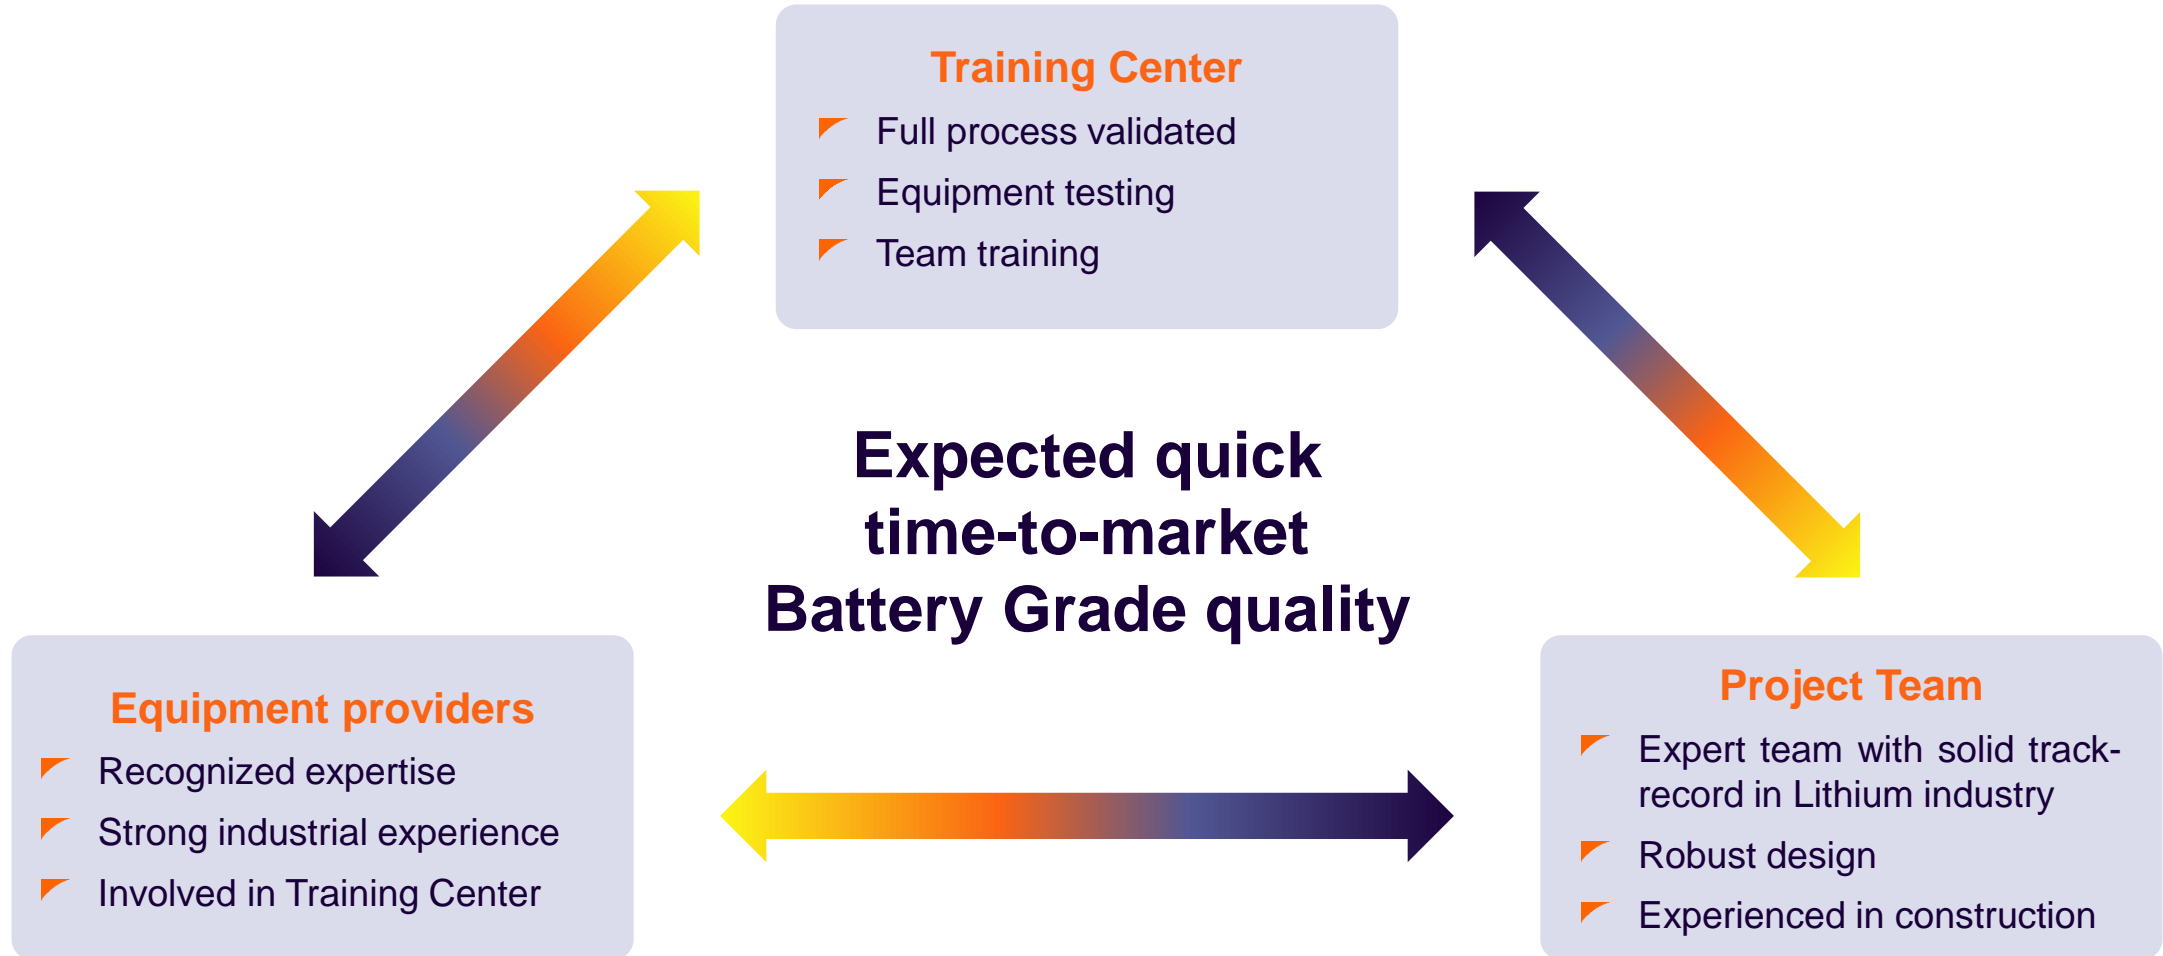 Training Center
Full process validated
Equipment testing
Team training
Expected quick
time-to-market
Battery Grade quality
Equipment providers
Recognized expertise
Strong industrial experience
Involved in Training Center
Project Team
Expert team with solid track-
record in Lithium industry
Robust design
Experienced in construction